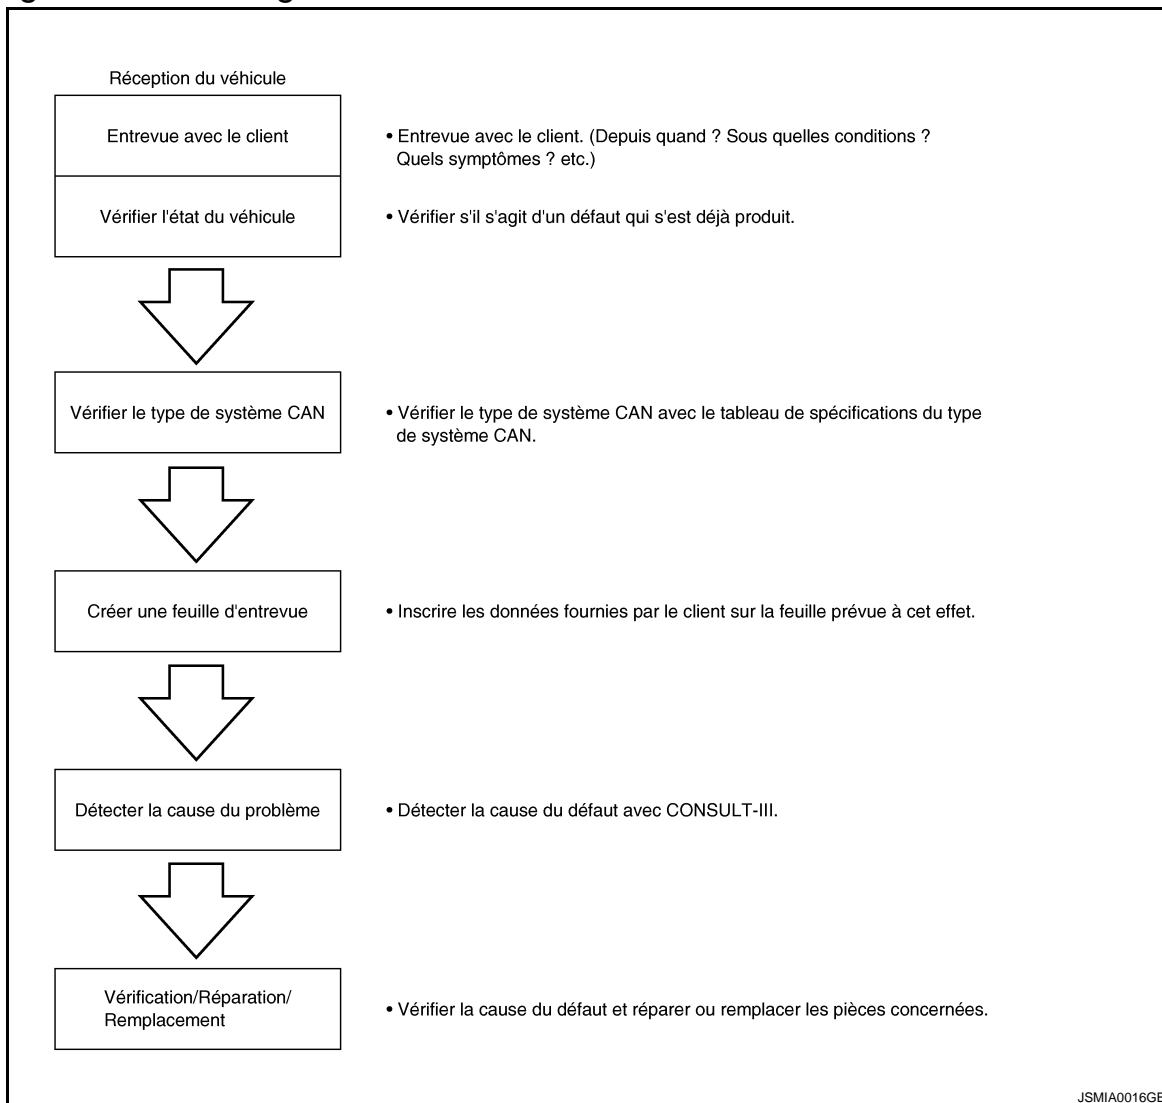 Réception du véhicule
Entrevue avec le client
• Entrevue avec le client. (Depuis quand ? Sous quelles conditions ?
Quels symptômes ? etc.)
Vérifier l'état du véhicule
• Vérifier s'il s'agit d'un défaut qui s'est déjà produit.
Vérifier le type de système CAN
• Vérifier le type de système CAN avec le tableau de spécifications du type
de système CAN.
Créer une feuille d'entrevue
• Inscrire les données fournies par le client sur la feuille prévue à cet effet.
Détecter la cause du problème
• Détecter la cause du défaut avec CONSULT-III.
Vérification/Réparation/
Remplacement
• Vérifier la cause du défaut et réparer ou remplacer les pièces concernées.
JSMIA0016GB